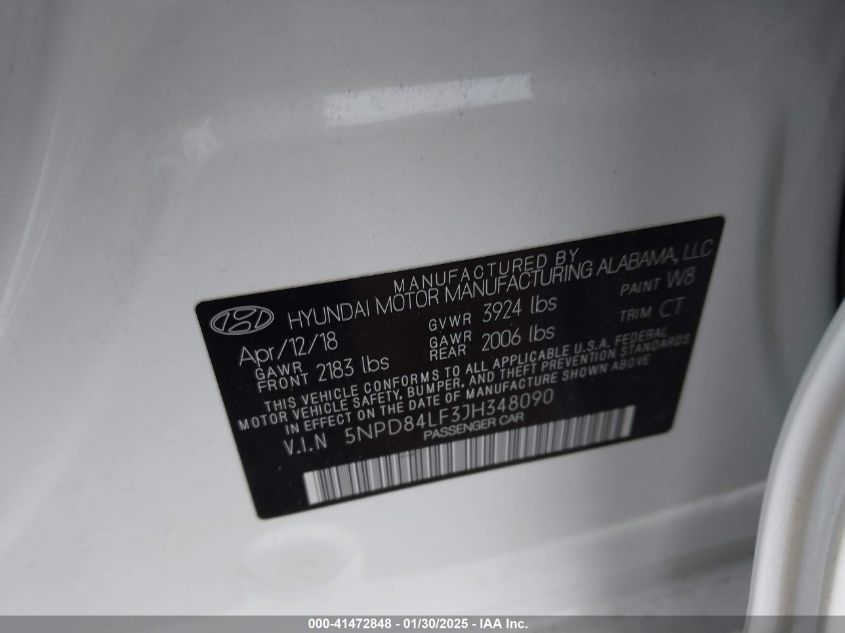 MANUFACTURED BY
HYUNDAI MOTOR MANUFACTURING ALABAMA, LLC
Apr/12/18 GVWR 3924 lbs PAINT W8
GAWR FRONT 2183 lbs GAWR REAR 2006 lbs TRIM CT
THIS VEHICLE CONFORMS TO ALL APPLICABLE U.S.A. FEDERAL
MOTOR VEHICLE SAFETY, BUMPER, AND THEFT PREVENTION STANDARDS
IN EFFECT ON THE DATE OF MANUFACTURE SHOWN ABOVE
V.I.N 5NPD84LF3JH348090
PASSENGER CAR
000-41472848 - 01/30/2025 - IAA Inc.